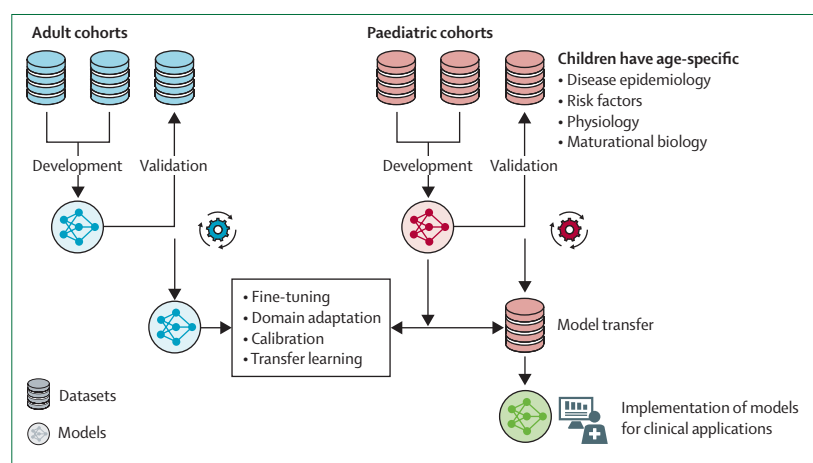 Adult cohorts
Paediatric cohorts
Children have age-specific
• Disease epidemiology
• Risk factors
• Physiology
• Maturational biology
Development
Validation
Development
Validation
• Fine-tuning
• Domain adaptation
• Calibration
• Transfer learning
Model transfer
Datasets
Models
Implementation of models
for clinical applications